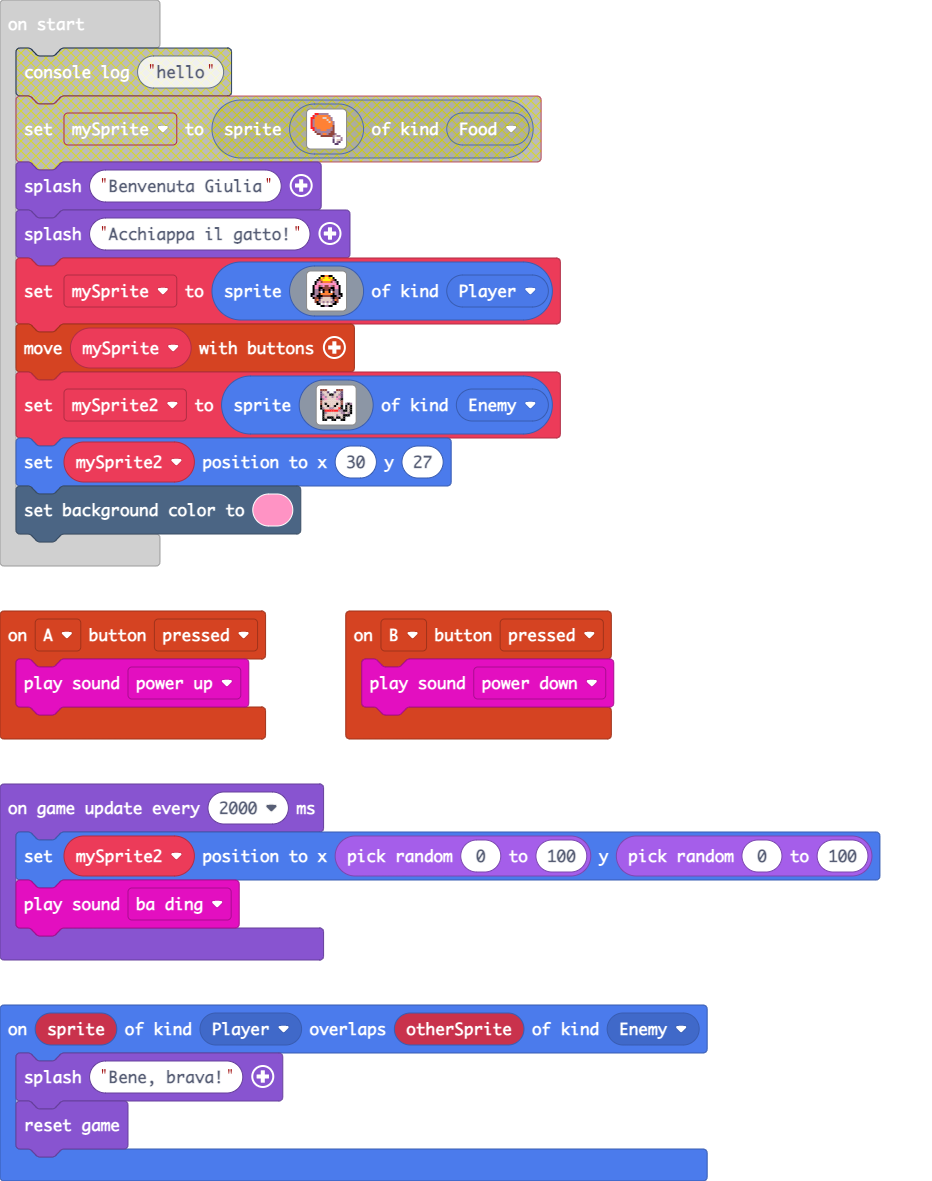 on start
console log "hello"
set mySprite to sprite of kind Food
splash "Benvenuta Giulia"
splash "Acchiappa il gatto!"
set mySprite to sprite of kind Player
move mySprite with buttons
set mySprite2 to sprite of kind Enemy
set mySprite2 position to x 30 y 27
set background color to
on A button pressed
play sound power up
on B button pressed
play sound power down
on game update every 2000 ms
set mySprite2 position to x pick random 0 to 100 y pick random 0 to 100
play sound ba ding
on sprite of kind Player overlaps otherSprite of kind Enemy
splash "Bene, brava!"
reset game